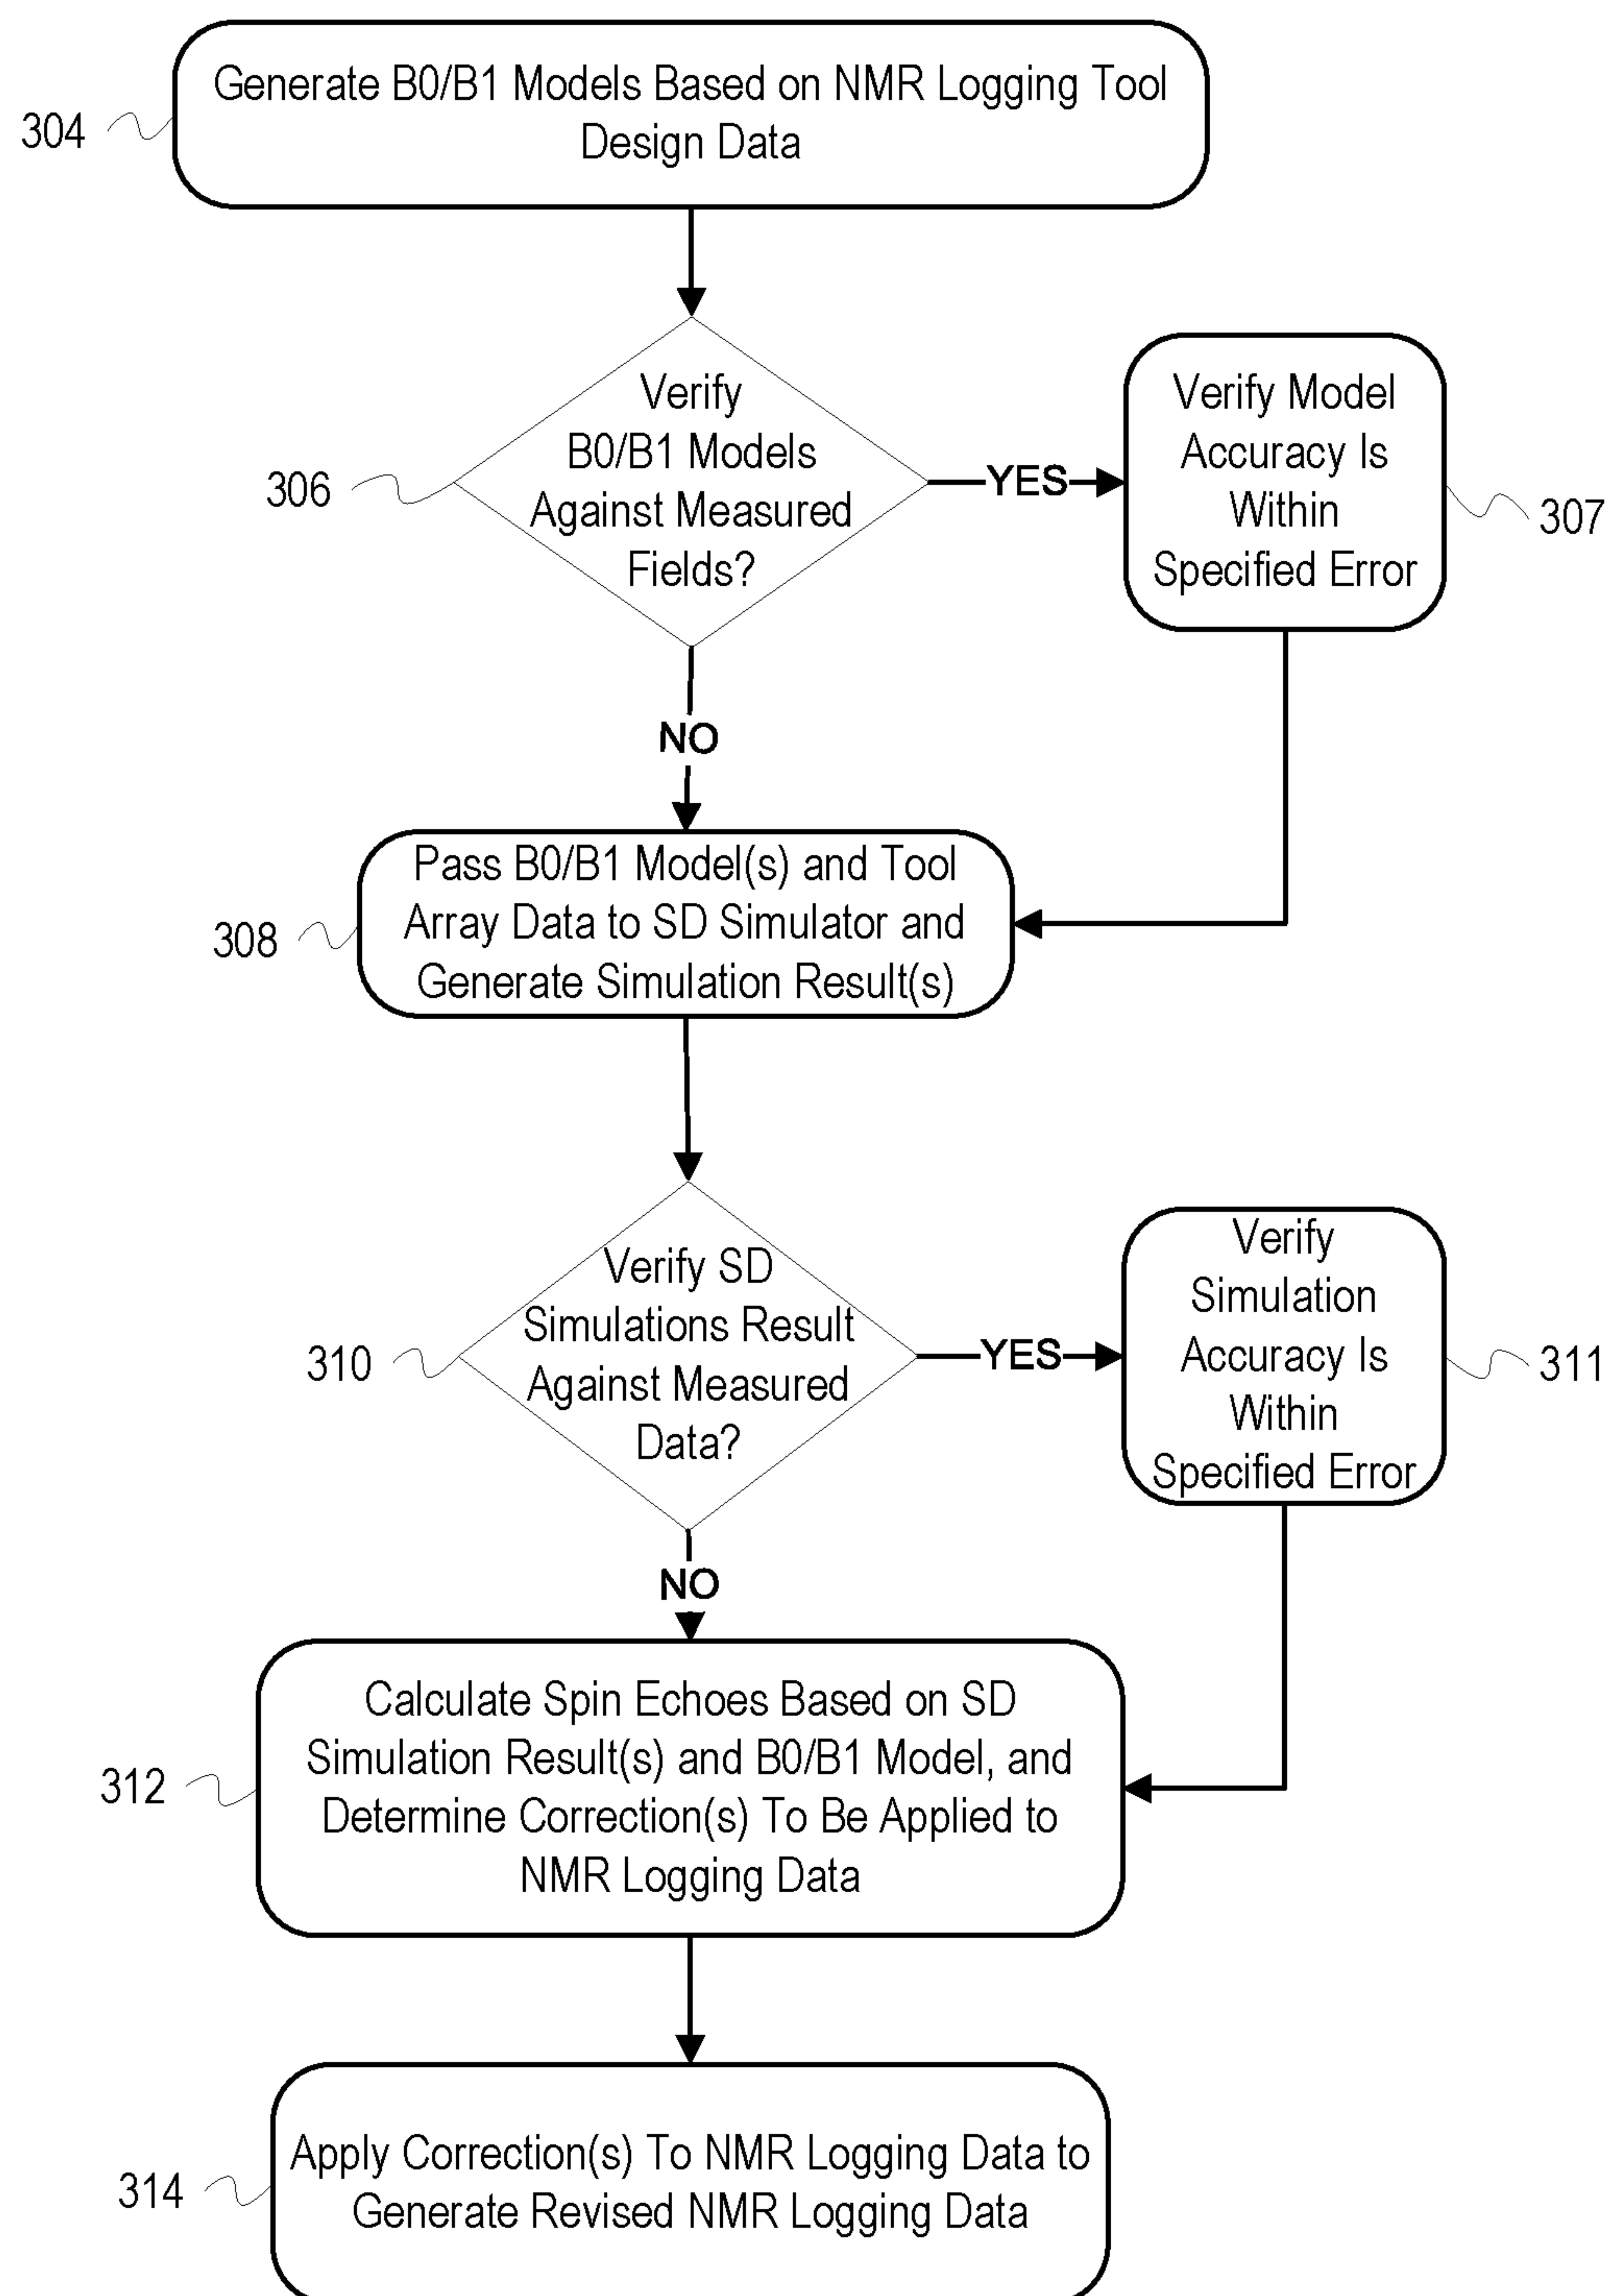 Generate B0/B1 Models Based on NMR Logging Tool
Design Data
304
Verify
B0/B1 Models
Against Measured
Fields?
306
YES
Verify Model
Accuracy Is
Within
Specified Error
307
NO
Pass B0/B1 Model(s) and Tool
Array Data to SD Simulator and
Generate Simulation Result(s)
308
Verify SD
Simulations Result
Against Measured
Data?
310
YES
Verify
Simulation
Accuracy Is
Within
Specified Error
311
NO
Calculate Spin Echoes Based on SD
Simulation Result(s) and B0/B1 Model, and
Determine Correction(s) To Be Applied to
NMR Logging Data
312
Apply Correction(s) To NMR Logging Data to
Generate Revised NMR Logging Data
314